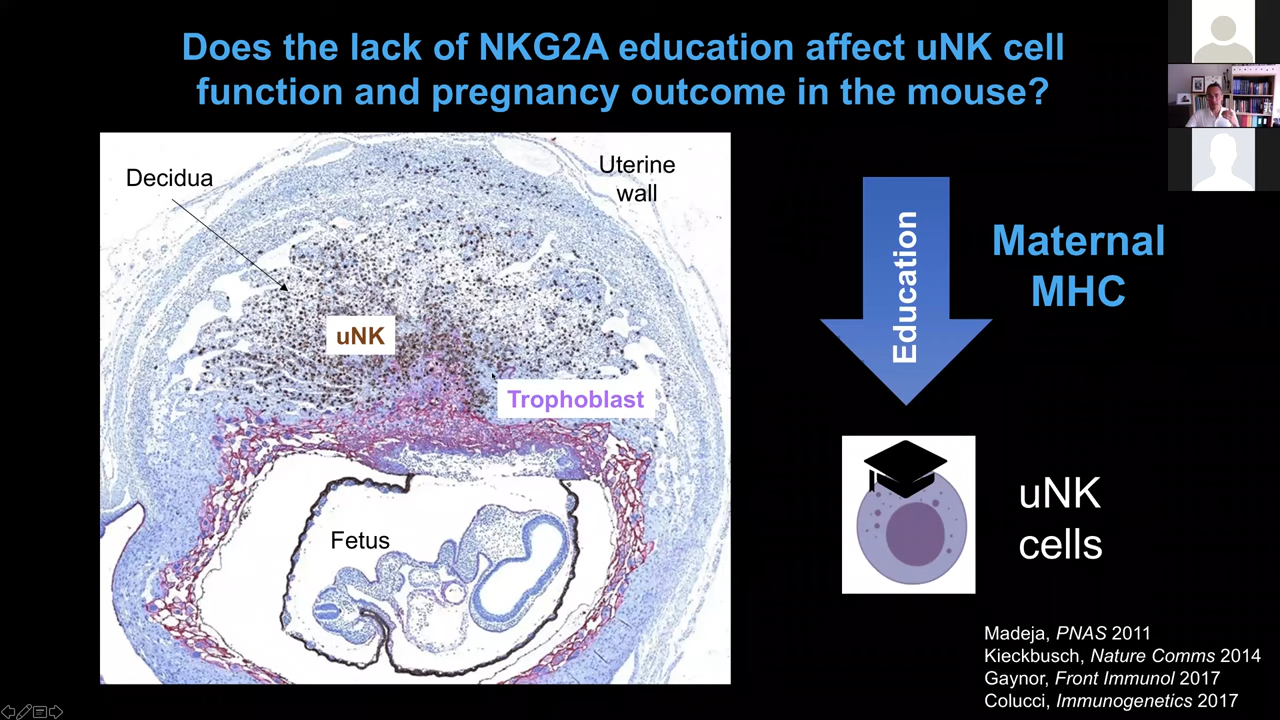 Does the lack of NKG2A education affect uNK cell
function and pregnancy outcome in the mouse?
Decidua
Uterine
wall
uNK
Trophoblast
Fetus
Education
Maternal
MHC
uNK
cells
Madeja, PNAS 2011
Kieckbusch, Nature Comms 2014
Gaynor, Front Immunol 2017
Colucci, Immunogenetics 2017